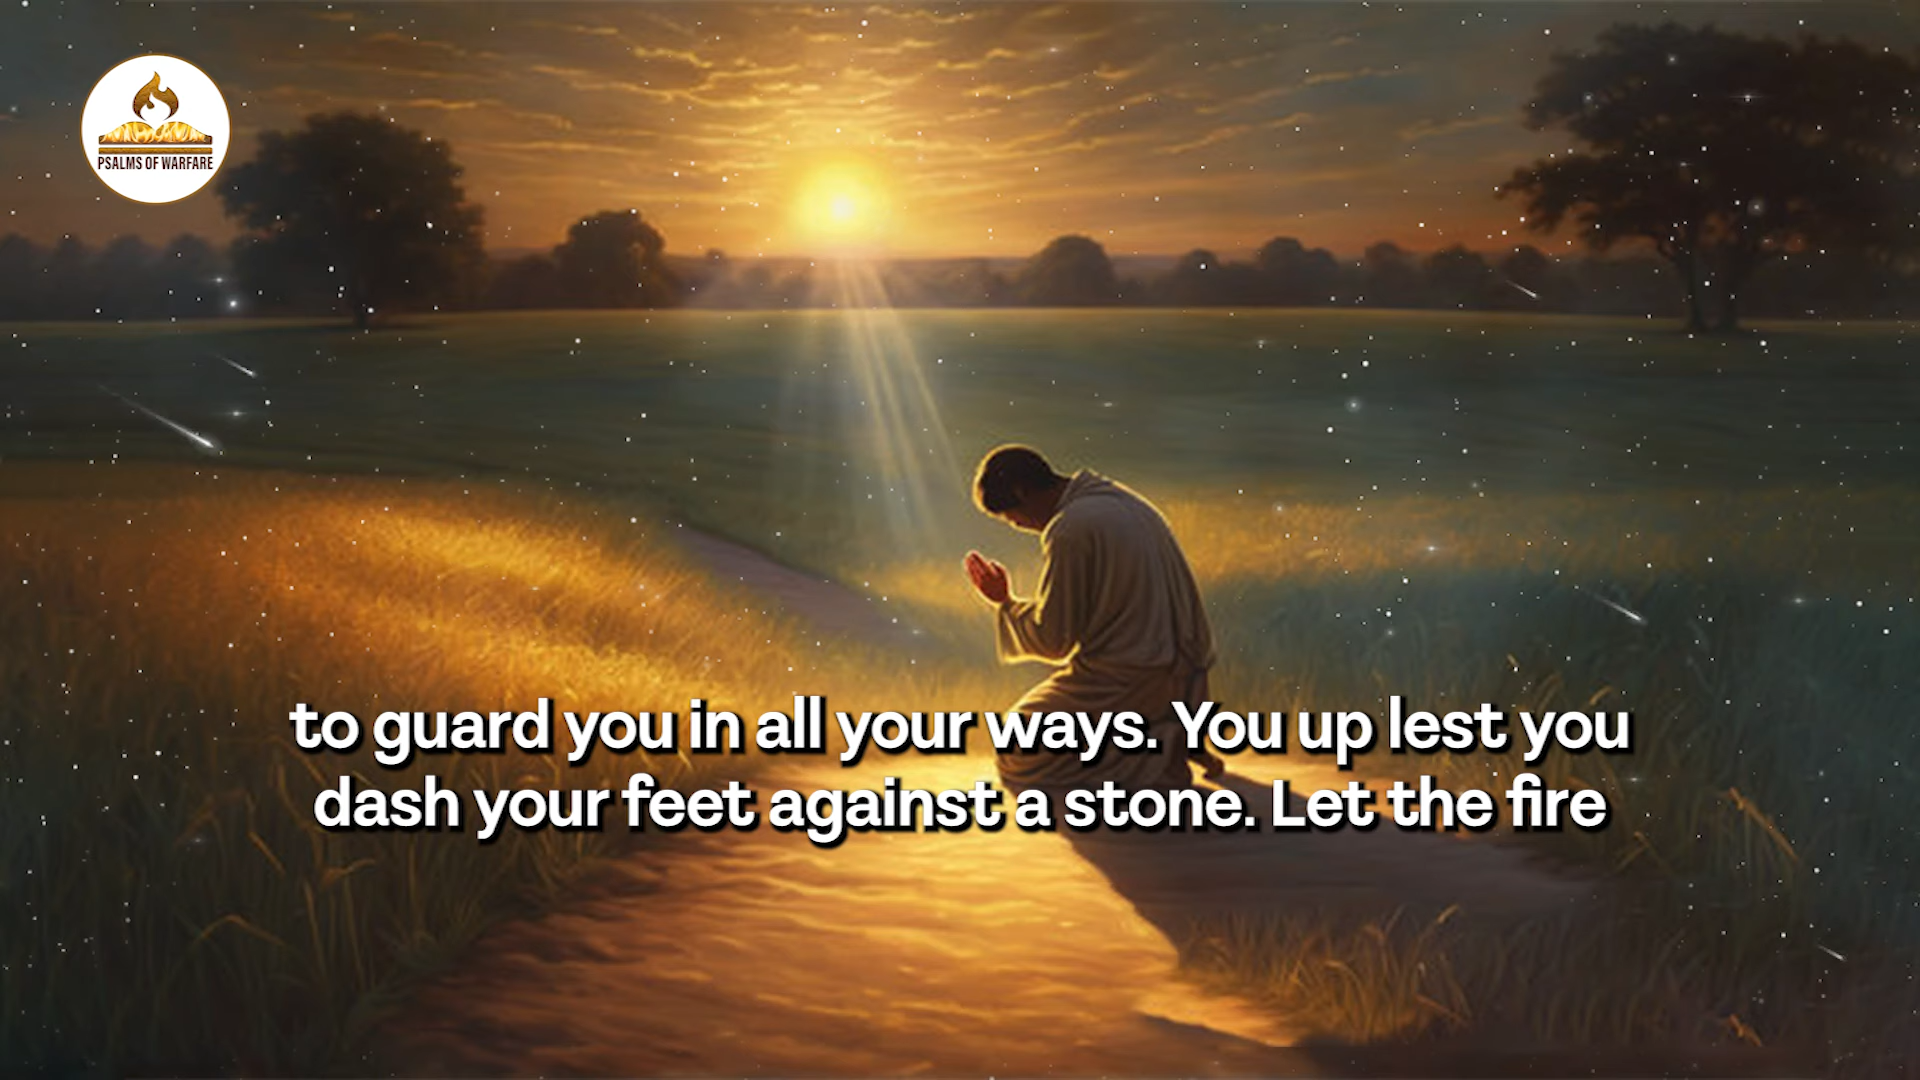 PSALMS OF WARFARE
to guard you in all your ways. You up lest you
dash your feet against a stone. Let the fire